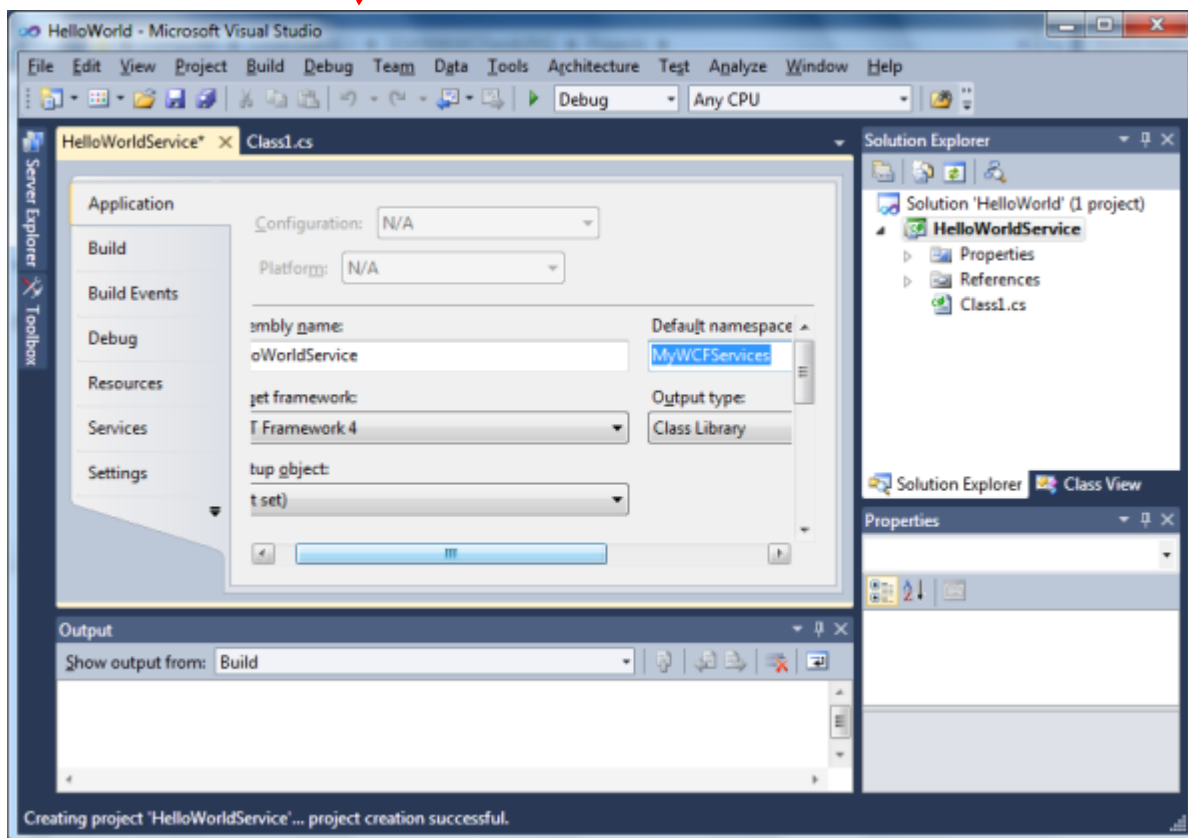 HelloWorld - Microsoft Visual Studio
File Edit View Project Build Debug Team Data Tools Architecture Test Analyze Window Help
Debug Any CPU
Server Explorer
Toolbox
HelloWorldService* Class1.cs
Application
Build
Build Events
Debug
Resources
Services
Settings
Configuration: N/A
Platform: N/A
embly name: Default namespace
oWorldService MyWCFServices
get framework: Output type:
T Framework 4 Class Library
tup object:
t set)
Solution Explorer
Solution 'HelloWorld' (1 project)
HelloWorldService
Properties
References
Class1.cs
Solution Explorer Class View
Properties
Output
Show output from: Build
Creating project 'HelloWorldService'... project creation successful.